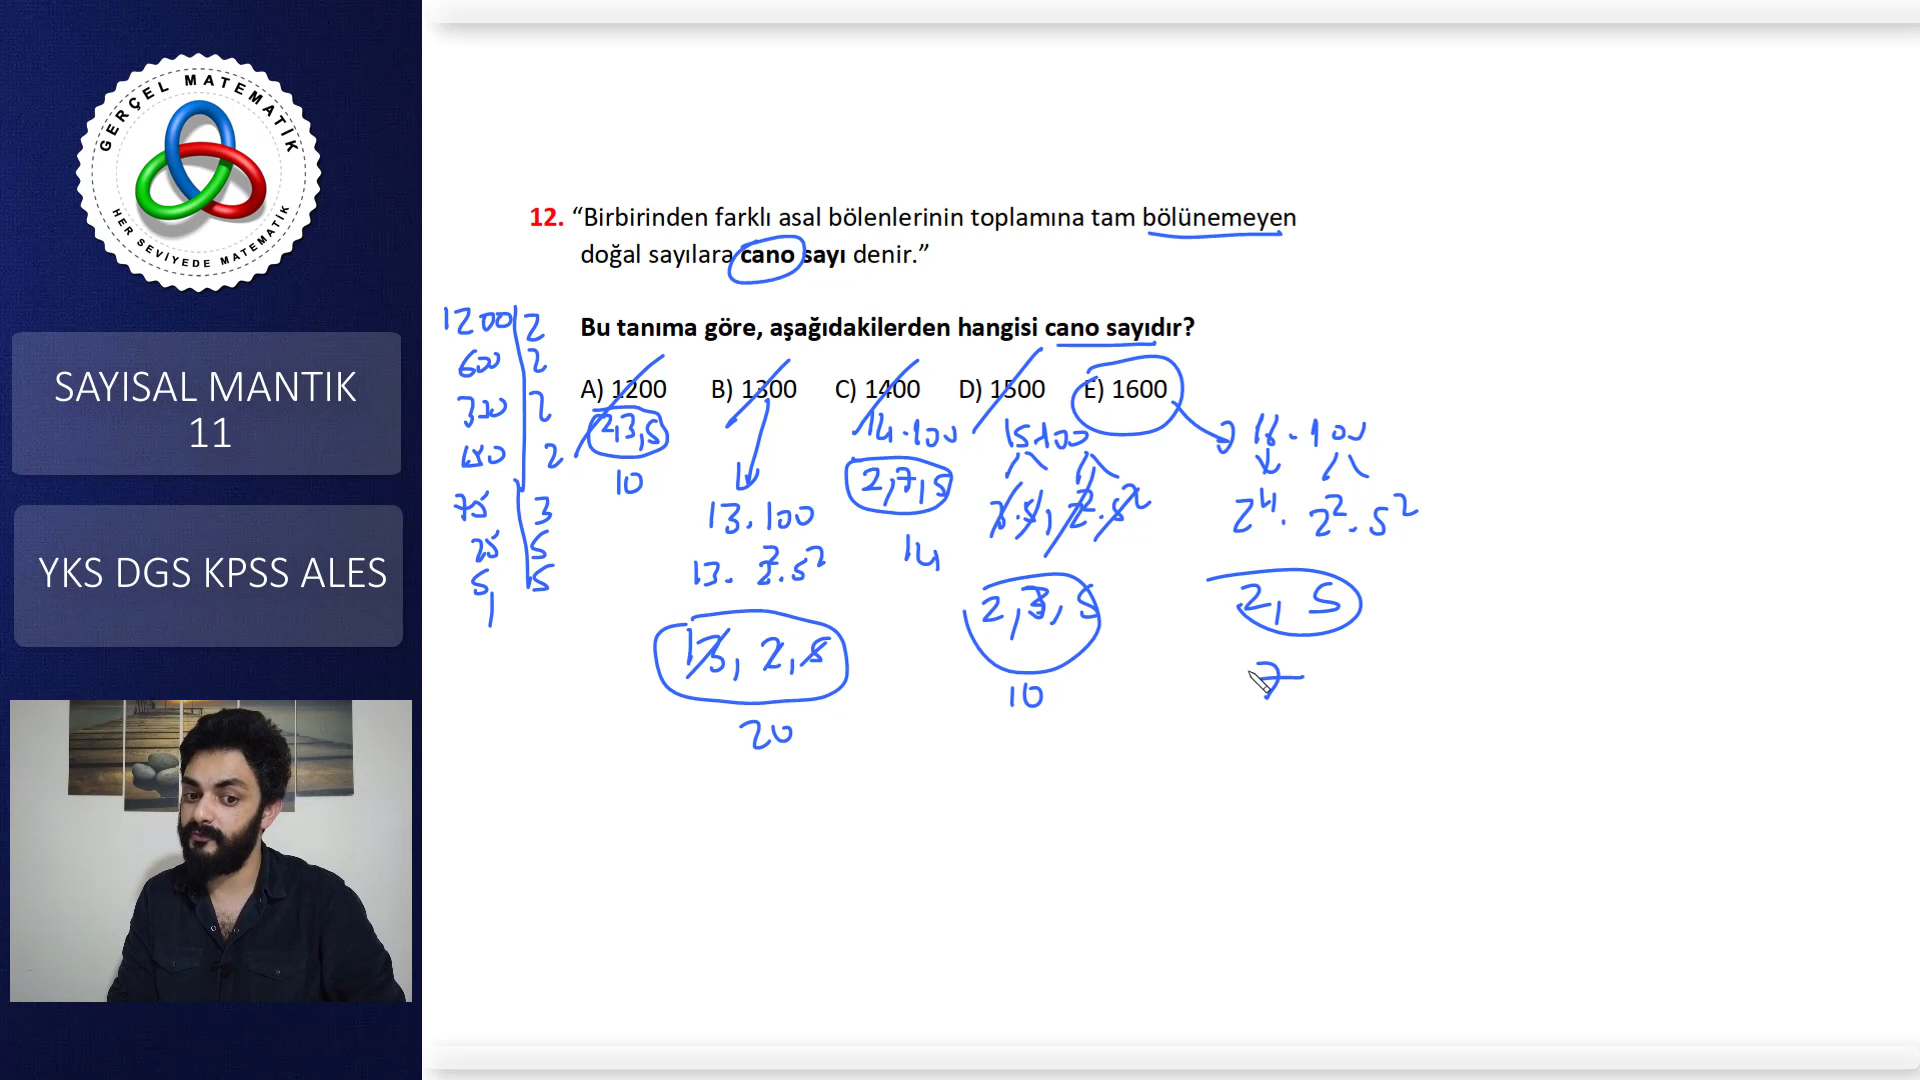 GERÇEL MATEMATİK
HER SEVİYEDE MATEMATİK
SAYISAL MANTIK
11
YKS DGS KPSS ALES
12. “Birbirinden farklı asal bölenlerinin toplamına tam bölünemeyen
doğal sayılara cano sayı denir.”
Bu tanıma göre, aşağıdakilerden hangisi cano sayıdır?
A) 1200 B) 1300 C) 1400 D) 1500 E) 1600
1200 2
600 2
300 2
150 2
75 3
25 5
5 5
1
2,3,5
10
13.100
13. 2².5²
13, 2, 5
20
14.100
2,7,5
14
15.100
3.5, 2².5²
2,3,5
10
16.100
2⁴. 2².5²
2, 5
7